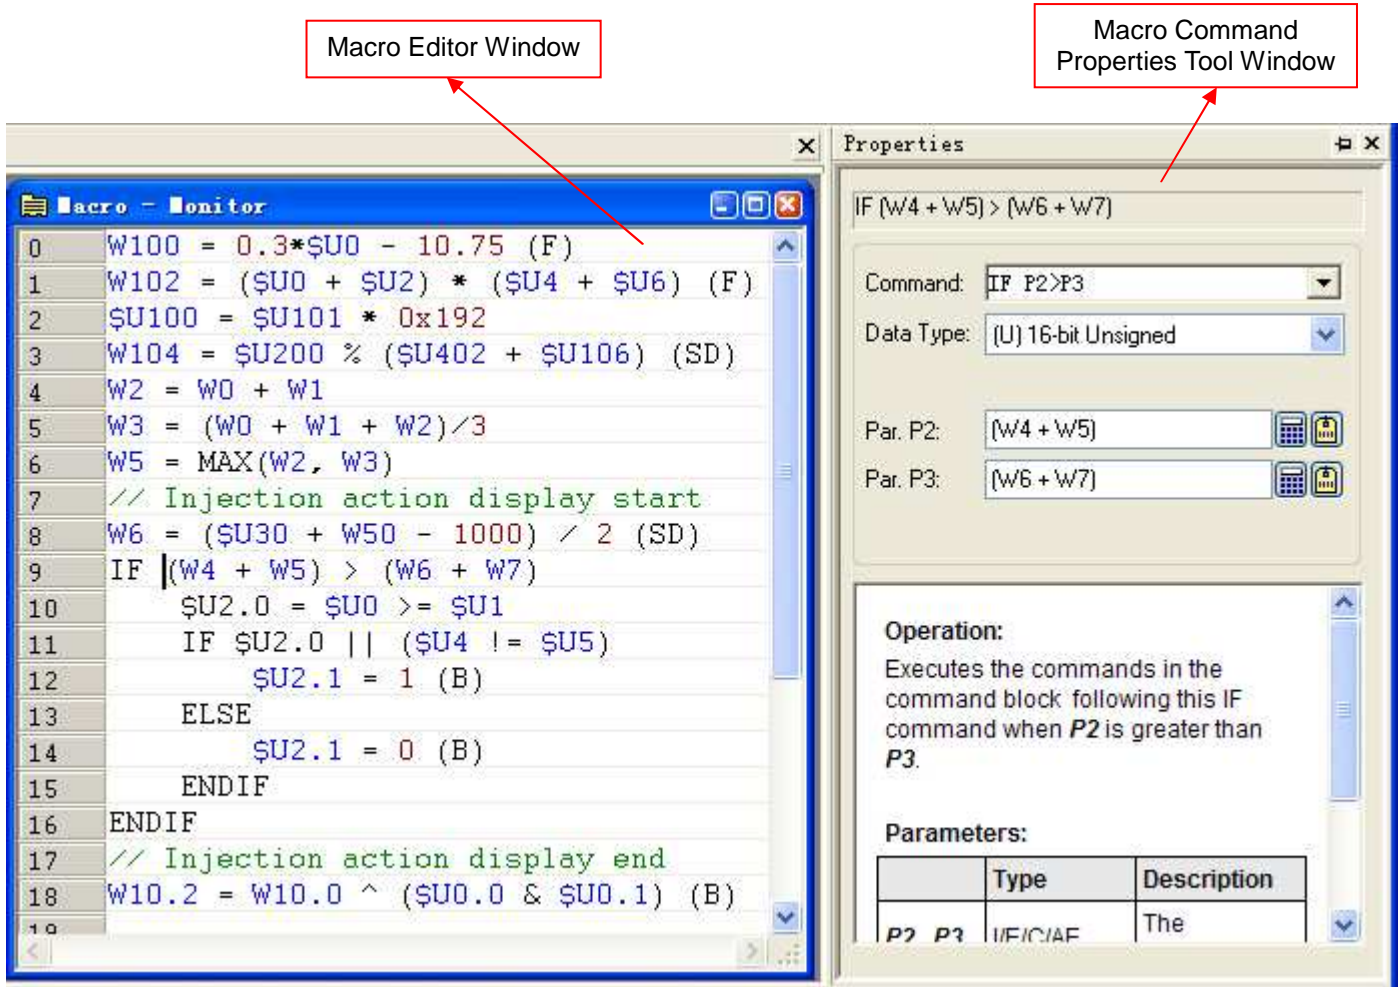 Macro Editor Window
Macro Command
Properties Tool Window
Properties
Macro - Monitor
0 W100 = 0.3*$U0 - 10.75 (F)
1 W102 = ($U0 + $U2) * ($U4 + $U6) (F)
2 $U100 = $U101 * 0x192
3 W104 = $U200 % ($U402 + $U106) (SD)
4 W2 = W0 + W1
5 W3 = (W0 + W1 + W2)/3
6 W5 = MAX(W2, W3)
7 // Injection action display start
8 W6 = ($U30 + W50 - 1000) / 2 (SD)
9 IF (W4 + W5) > (W6 + W7)
10 $U2.0 = $U0 >= $U1
11 IF $U2.0 || ($U4 != $U5)
12 $U2.1 = 1 (B)
13 ELSE
14 $U2.1 = 0 (B)
15 ENDIF
16 ENDIF
17 // Injection action display end
18 W10.2 = W10.0 ^ ($U0.0 & $U0.1) (B)
19
IF (W4 + W5) > (W6 + W7)
Command: IF P2>P3
Data Type: (U) 16-bit Unsigned
Par. P2: (W4 + W5)
Par. P3: (W6 + W7)
Operation:
Executes the commands in the
command block following this IF
command when P2 is greater than
P3.
Parameters:
Type Description
P2 P3 I/E/C/AE The